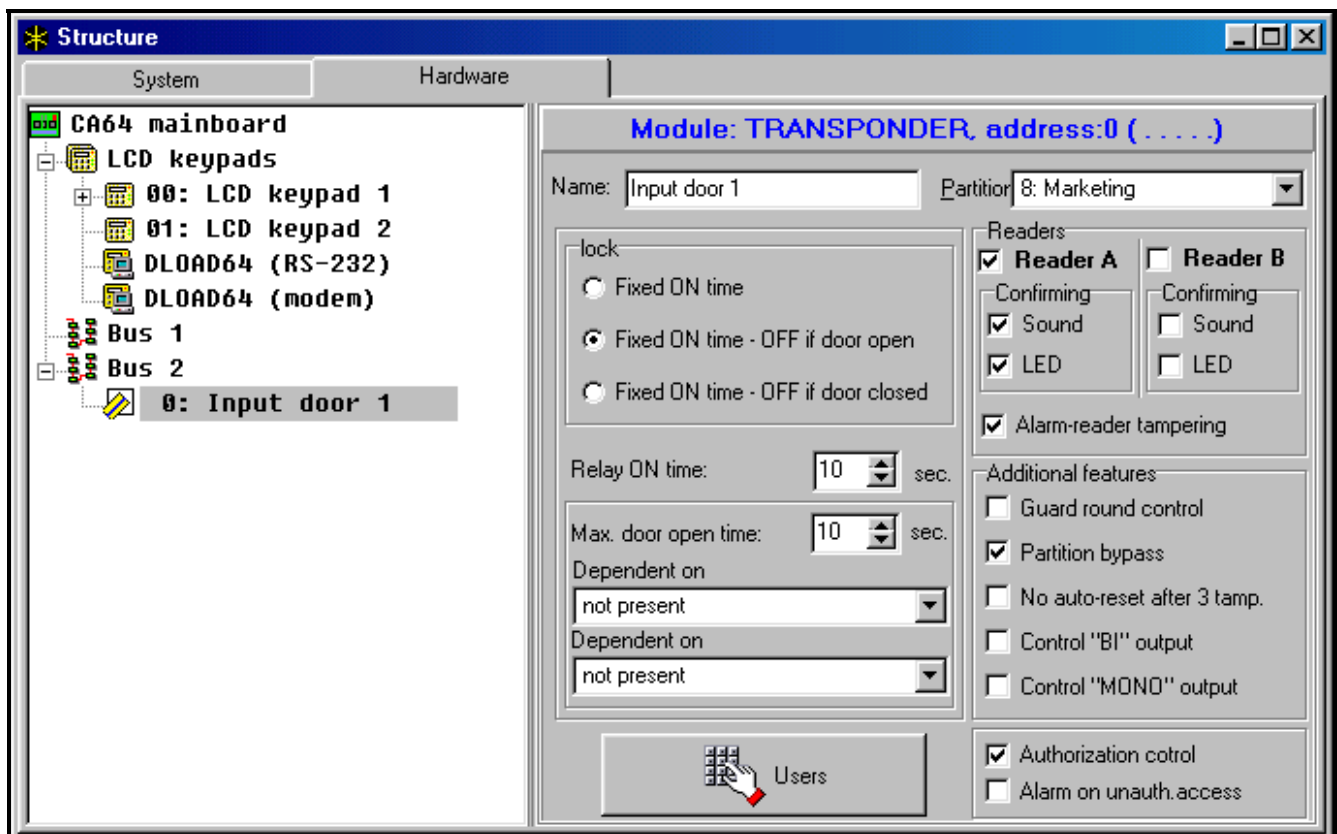 Structure
System
Hardware
CA64 mainboard
LCD keypads
00: LCD keypad 1
01: LCD keypad 2
DLOAD64 (RS-232)
DLOAD64 (modem)
Bus 1
Bus 2
0: Input door 1
Module: TRANSPONDER, address:0 ( . . . . .)
Name: Input door 1
Partition 8: Marketing
lock
Fixed ON time
Fixed ON time - OFF if door open
Fixed ON time - OFF if door closed
Relay ON time: 10 sec.
Max. door open time: 10 sec.
Dependent on
not present
Dependent on
not present
Users
Readers
Reader A
Reader B
Confirming
Confirming
Sound
Sound
LED
LED
Alarm-reader tampering
Additional features
Guard round control
Partition bypass
No auto-reset after 3 tamp.
Control "BI" output
Control "MONO" output
Authorization cotrol
Alarm on unauth.access